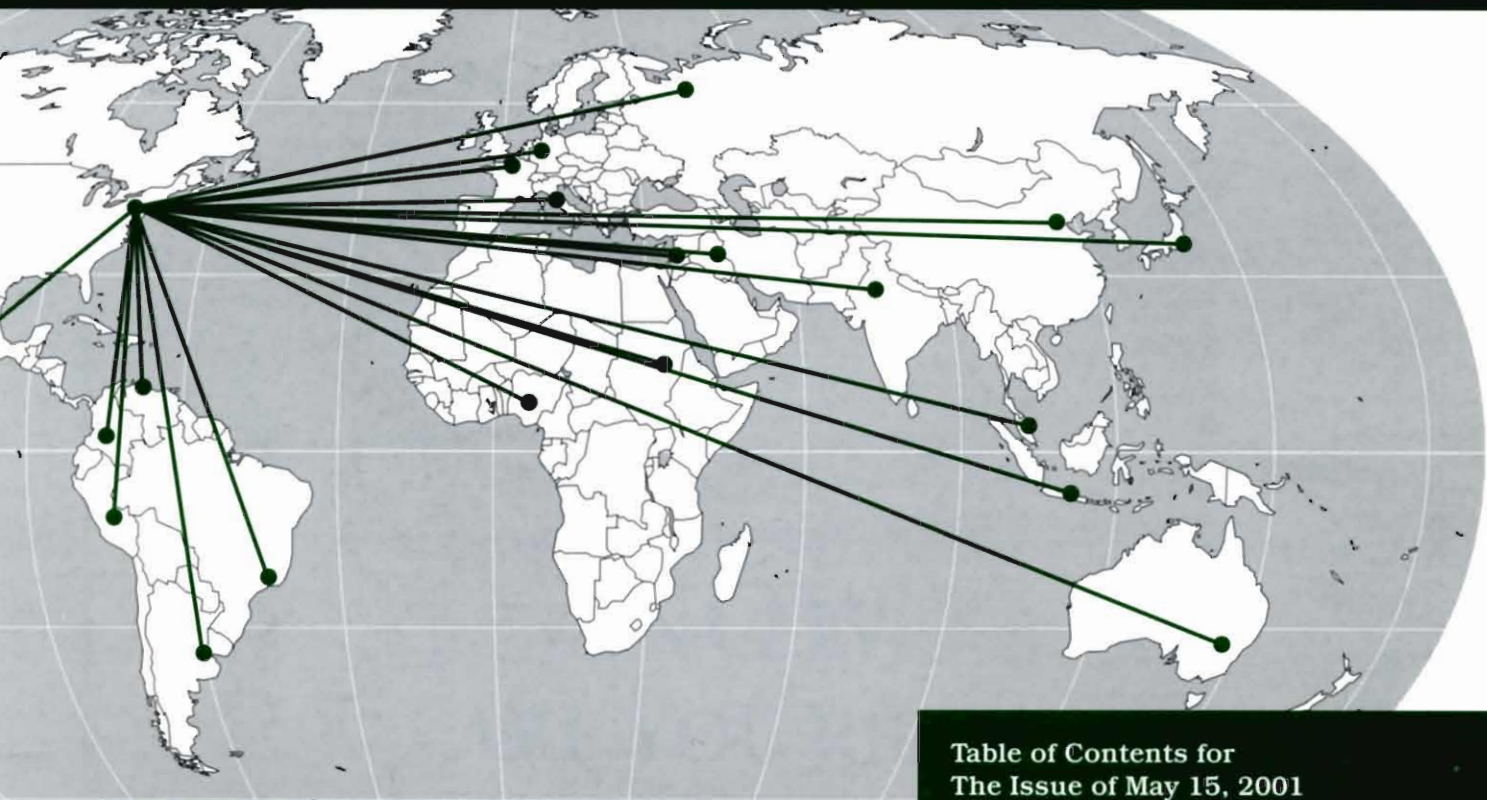 Table of Contents for
The Issue of May 15, 2001